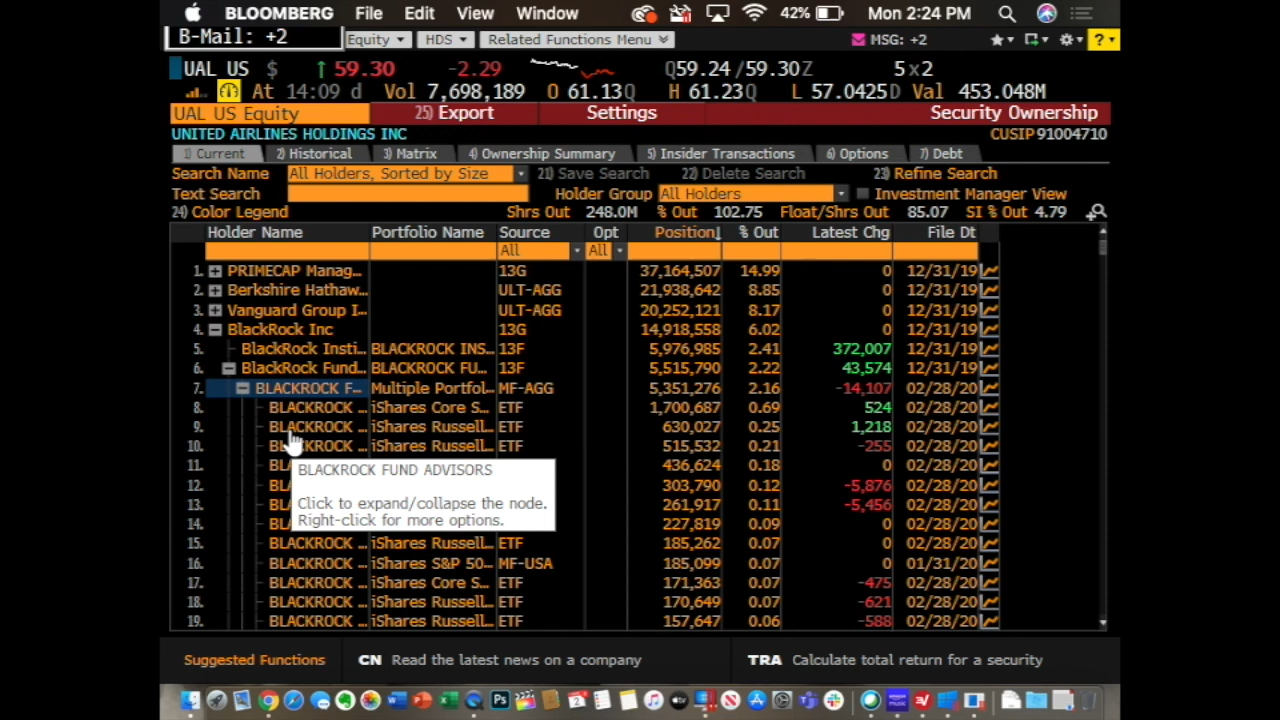 BLOOMBERG File Edit View Window 42% Mon 2:24 PM
B-Mail: +2 Equity HDS Related Functions Menu MSG: +2 ?
UAL US $ ↑59.30 -2.29 Q59.24/59.30Z 5x2
At 14:09 d Vol 7,698,189 O 61.13Q H 61.23Q L 57.0425D Val 453.048M
UAL US Equity 25) Export Settings Security Ownership
UNITED AIRLINES HOLDINGS INC CUSIP 91004710
1) Current 2) Historical 3) Matrix 4) Ownership Summary 5) Insider Transactions 6) Options 7) Debt
Search Name All Holders, Sorted by Size 21) Save Search 22) Delete Search 23) Refine Search
Text Search Holder Group All Holders Investment Manager View
24) Color Legend Shrs Out 248.0M % Out 102.75 Float/Shrs Out 85.07 SI % Out 4.79
Holder Name Portfolio Name Source Opt Position↓ % Out Latest Chg File Dt
All All
1. PRIMECAP Manag... 13G 37,164,507 14.99 0 12/31/19
2. Berkshire Hathaw... ULT-AGG 21,938,642 8.85 0 12/31/19
3. Vanguard Group I... ULT-AGG 20,252,121 8.17 0 12/31/19
4. BlackRock Inc 13G 14,918,558 6.02 0 12/31/19
5. BlackRock Insti... BLACKROCK INS... 13F 5,976,985 2.41 372,007 12/31/19
6. BlackRock Fund... BLACKROCK FU... 13F 5,515,790 2.22 43,574 12/31/19
7. BLACKROCK F... Multiple Portfol... MF-AGG 5,351,276 2.16 -14,107 02/28/20
8. BLACKROCK ... iShares Core S... ETF 1,700,687 0.69 524 02/28/20
9. BLACKROCK ... iShares Russell... ETF 630,027 0.25 1,218 02/28/20
10. BLACKROCK ... iShares Russell... ETF 515,532 0.21 -255 02/28/20
11. BL 436,624 0.18 0 02/28/20
BLACKROCK FUND ADVISORS
12. BL 303,790 0.12 -5,876 02/28/20
13. BL 261,917 0.11 -5,456 02/28/20
Click to expand/collapse the node.
14. BL 227,819 0.09 0 02/28/20
Right-click for more options.
15. BLACKROCK ... iShares Russell... ETF 185,262 0.07 0 02/28/20
16. BLACKROCK ... iShares S&P 50... MF-USA 185,099 0.07 0 01/31/20
17. BLACKROCK ... iShares Core S... ETF 171,363 0.07 -475 02/28/20
18. BLACKROCK ... iShares Russell... ETF 170,649 0.07 -621 02/28/20
19. BLACKROCK ... iShares Russell... ETF 157,647 0.06 -588 02/28/20
Suggested Functions CN Read the latest news on a company TRA Calculate total return for a security